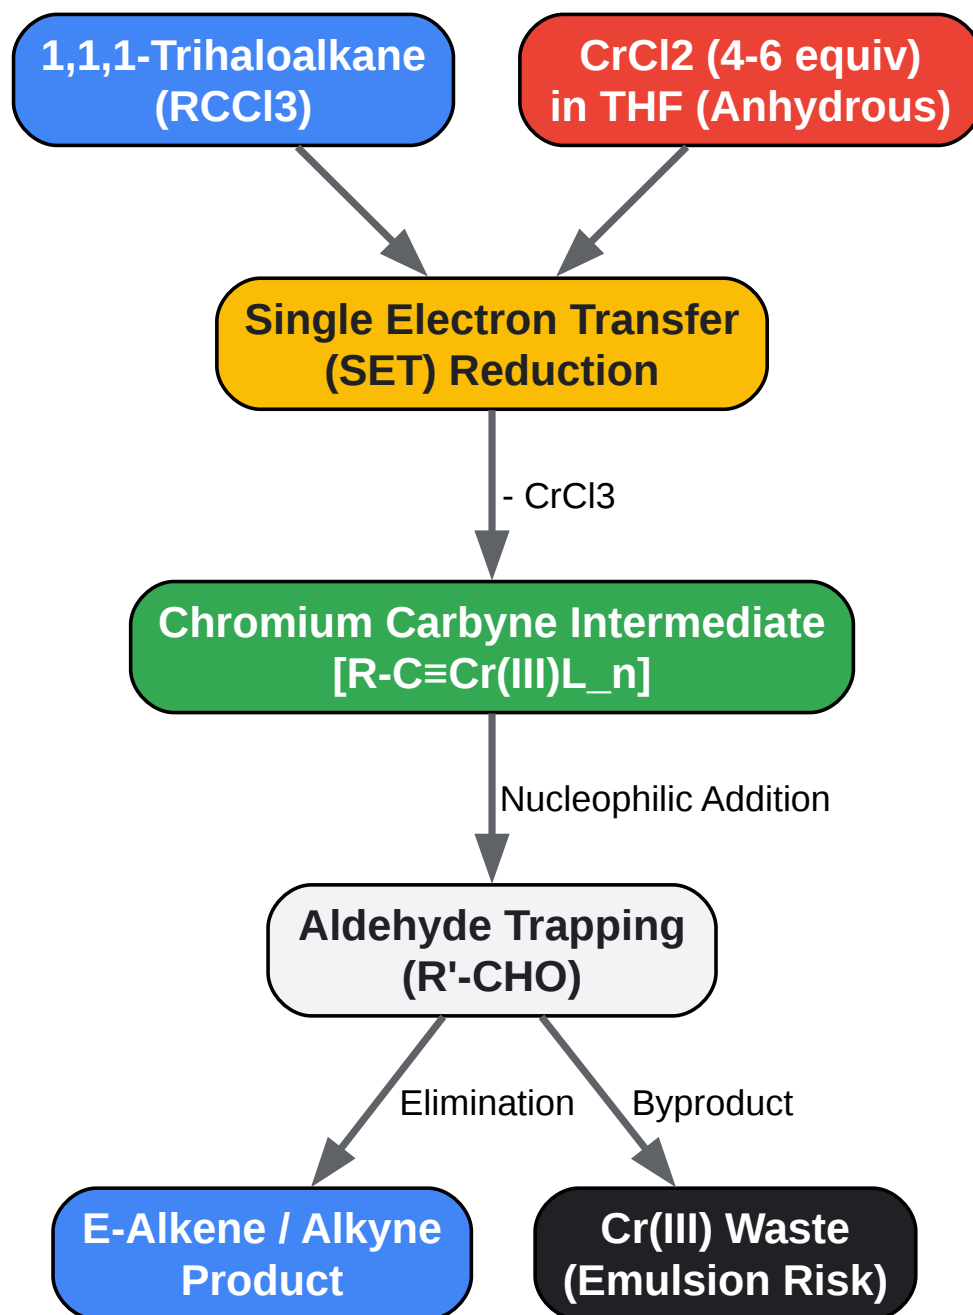 1,1,1-Trihaloalkane
(RCCl3)
CrCl2 (4-6 equiv)
in THF (Anhydrous)
Single Electron Transfer
(SET) Reduction
- CrCl3
Chromium Carbyne Intermediate
[R-C≡Cr(III)L_n]
Nucleophilic Addition
Aldehyde Trapping
(R'-CHO)
Elimination
Byproduct
E-Alkene / Alkyne
Product
Cr(III) Waste
(Emulsion Risk)